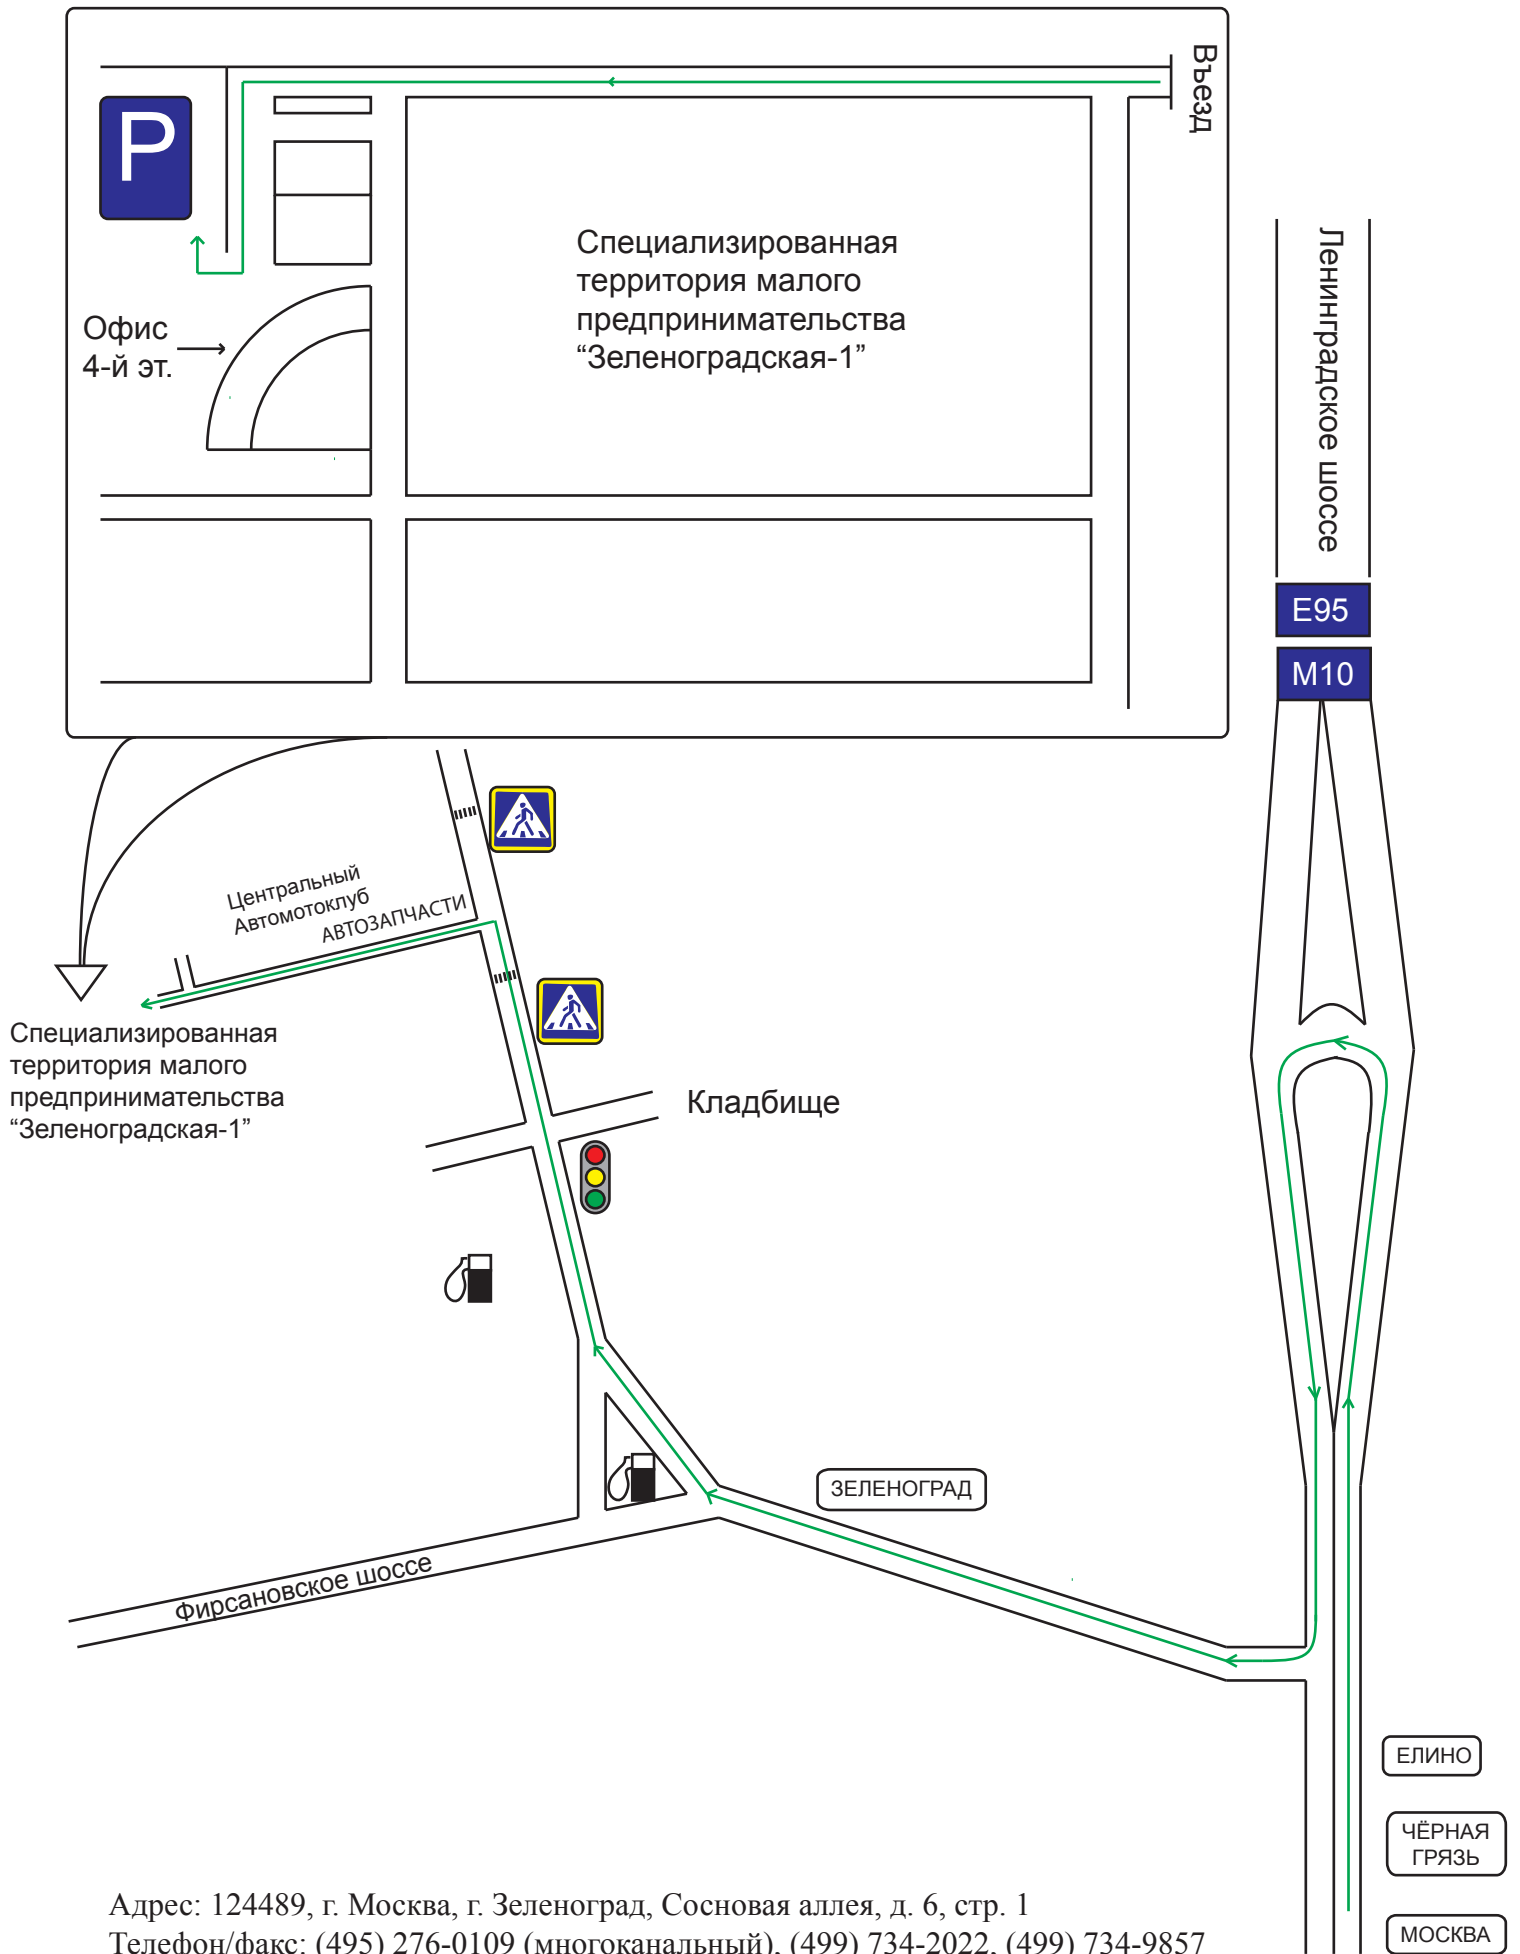 Въезд
P
Специализированная
территория малого
предпринимательства
“Зеленоградская-1”
Офис
4-й эт.
Ленинградское шоссе
E95
M10
Центральный
Автомотоклуб
АВТОЗАПЧАСТИ
Специализированная
территория малого
предпринимательства
“Зеленоградская-1”
Кладбище
ЗЕЛЕНОГРАД
Фирсановское шоссе
ЕЛИНО
ЧЁРНАЯ
ГРЯЗЬ
МОСКВА
Адрес: 124489, г. Москва, г. Зеленоград, Сосновая аллея, д. 6, стр. 1
Телефон/факс: (495) 276-0109 (многоканальный), (499) 734-2022, (499) 734-9857